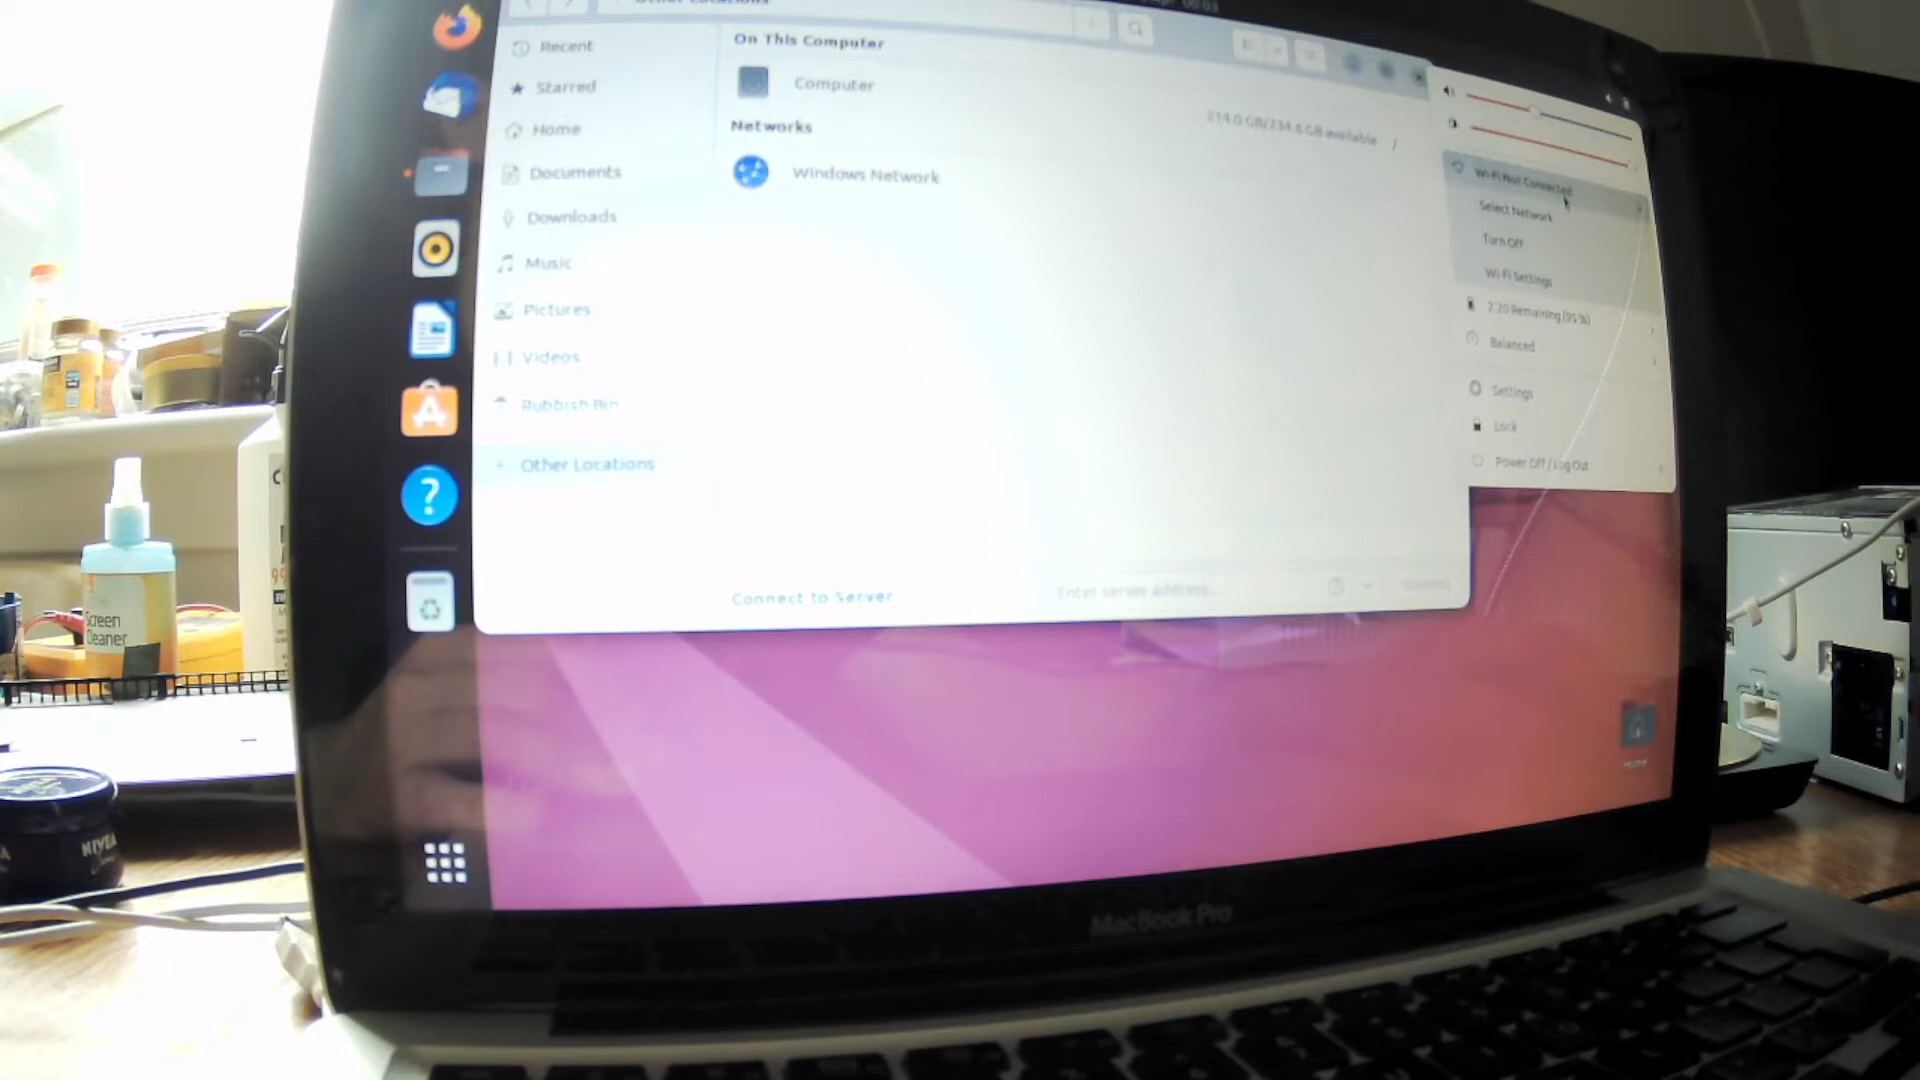 Other Locations
00:03
Recent
Starred
Home
Documents
Downloads
Music
Pictures
Videos
Rubbish Bin
Other Locations
On This Computer
Computer
214.0 GB/234.6 GB available /
Networks
Windows Network
Connect to Server
Enter server address...
Wi-Fi Not Connected
Select Network
Turn Off
Wi-Fi Settings
2:20 Remaining (95 %)
Balanced
Settings
Lock
Power Off / Log Out
Home
MacBook Pro
Screen
Cleaner
NIVEA